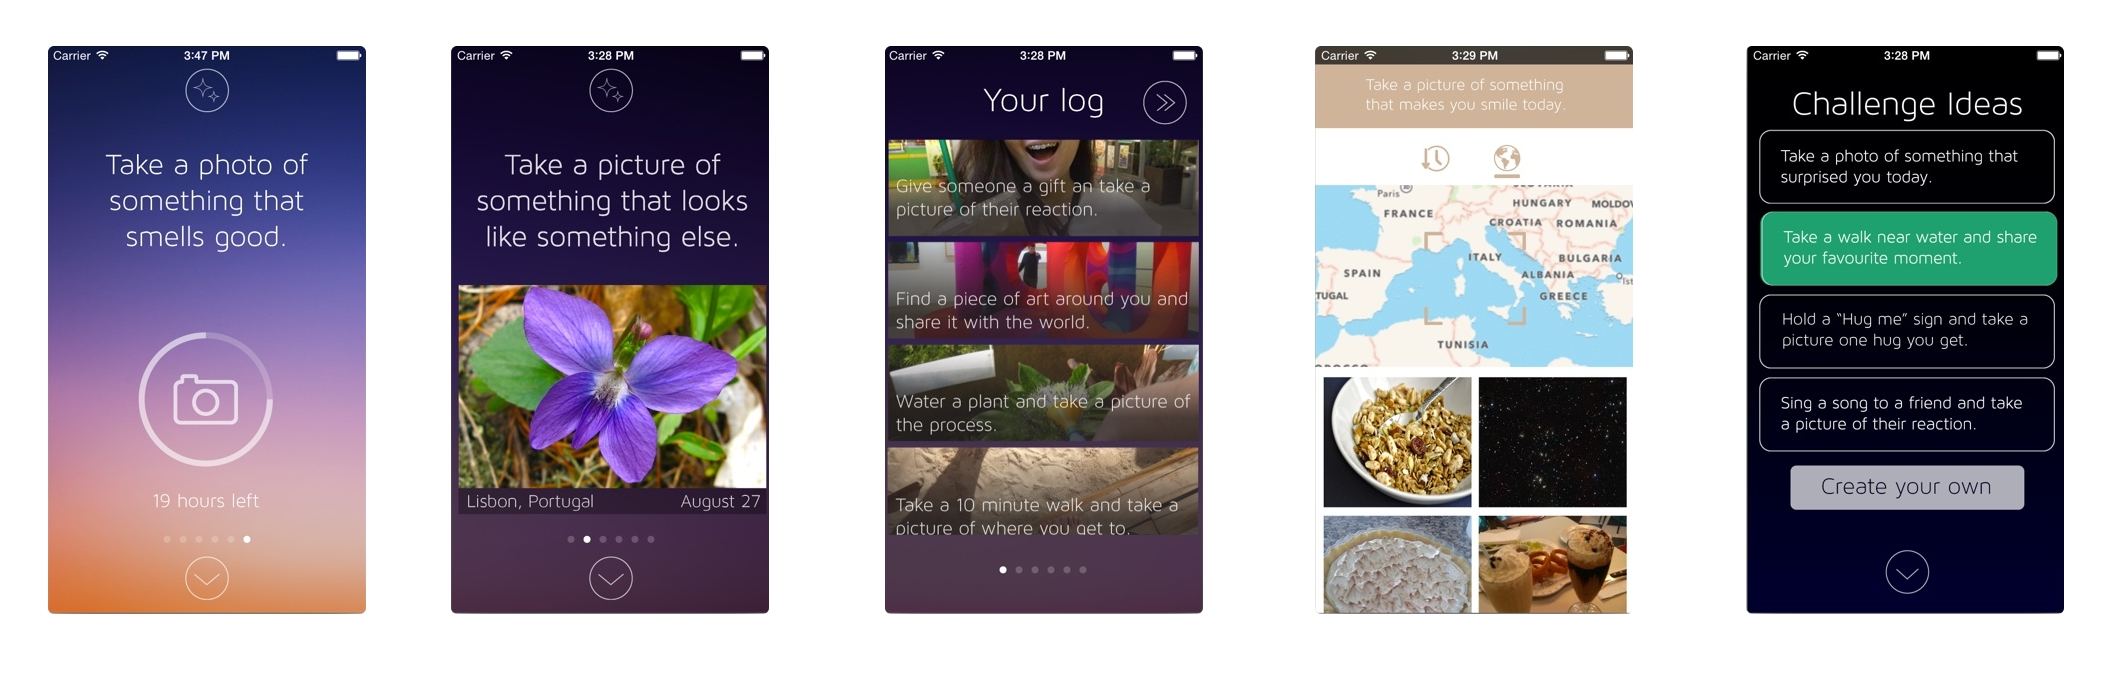 Carrier 3:47 PM
Take a photo of
something that
smells good.
19 hours left
Carrier 3:28 PM
Take a picture of
something that looks
like something else.
Lisbon, Portugal August 27
Carrier 3:28 PM
Your log
Give someone a gift an take a
picture of their reaction.
Find a piece of art around you and
share it with the world.
Water a plant and take a picture of
the process.
Take a 10 minute walk and take a
picture of where you get to.
Carrier 3:29 PM
Take a picture of something
that makes you smile today.
Paris
HUNGARY MOLDOV
FRANCE
CROATIA ROMANIA
ITALY
BULGARIA
SPAIN
ALBANIA
TUGAL
GREECE
TUNISIA
Carrier 3:28 PM
Challenge Ideas
Take a photo of something that
surprised you today.
Take a walk near water and share
your favourite moment.
Hold a “Hug me” sign and take a
picture one hug you get.
Sing a song to a friend and take
a picture of their reaction.
Create your own